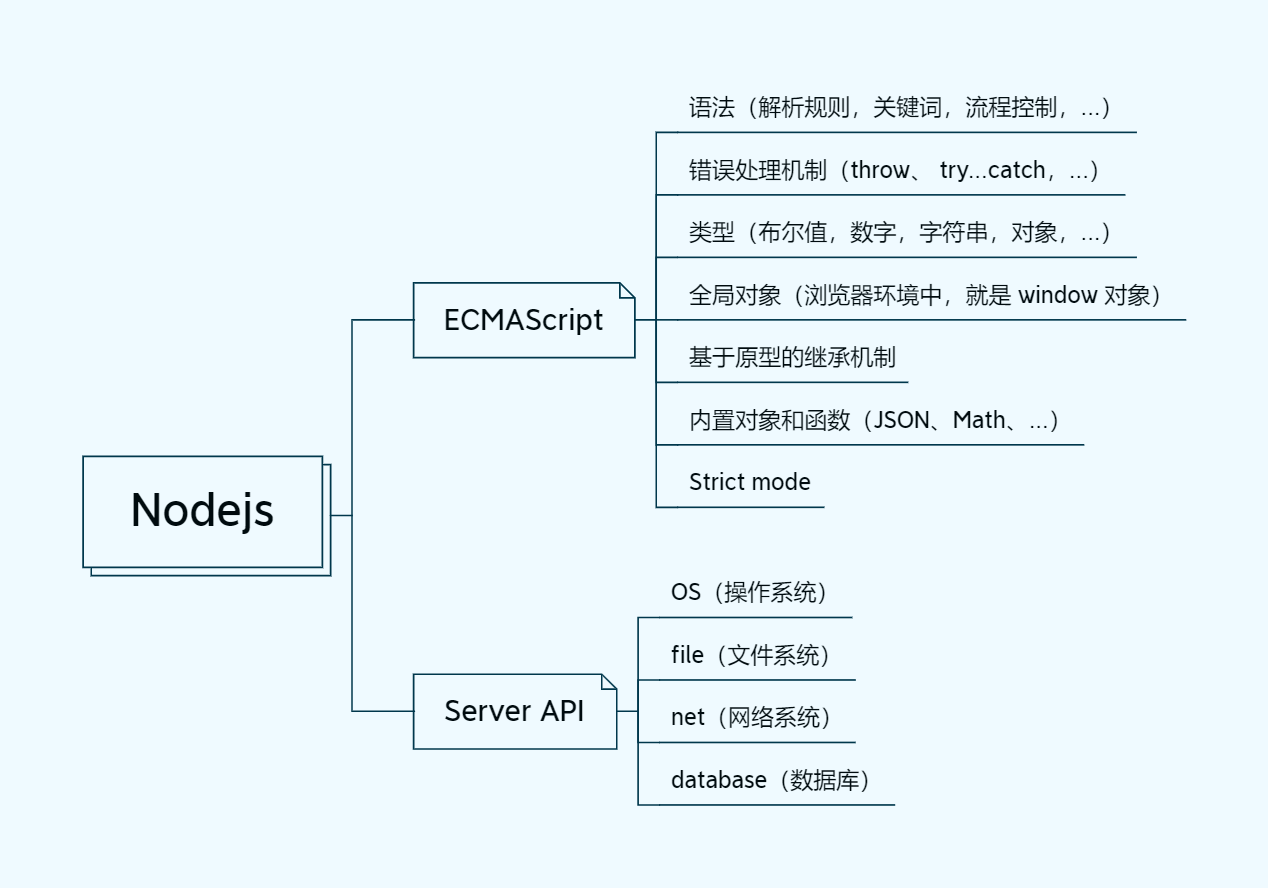 语法（解析规则，关键词，流程控制，...）
错误处理机制（throw、 try...catch，...）
类型（布尔值，数字，字符串，对象，...）
全局对象（浏览器环境中，就是 window 对象）
ECMAScript
基于原型的继承机制
内置对象和函数（JSON、Math、...）
Strict mode
Nodejs
OS（操作系统）
file（文件系统）
Server API
net（网络系统）
database（数据库）